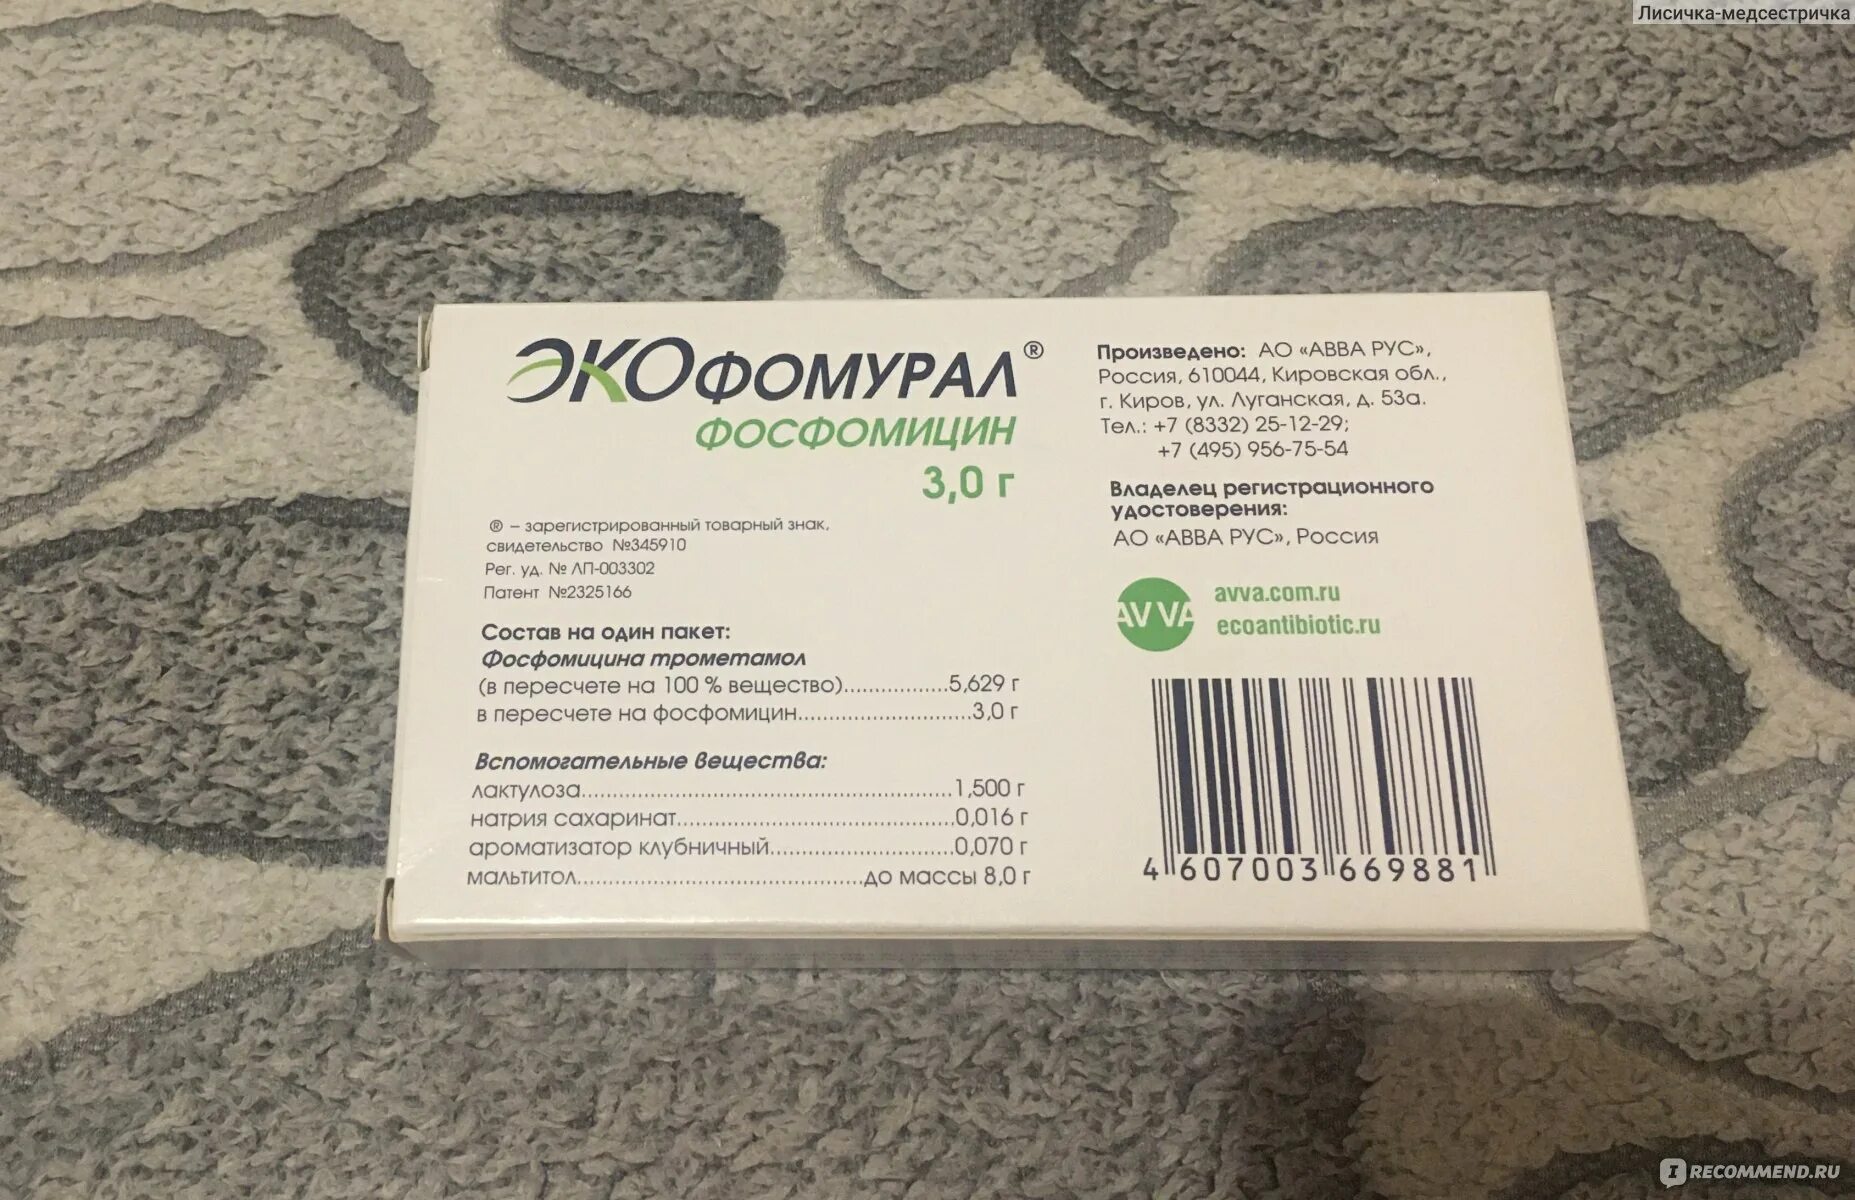 Лисичка-медсестричка
ЭКОФОМУРАЛ®
ФОСФОМИЦИН
3,0 г
® – зарегистрированный товарный знак,
свидетельство №345910
Рег. уд. № ЛП-003302
Патент №2325166
Состав на один пакет:
Фосфомицина трометамол
(в пересчете на 100 % вещество).................5,629 г
в пересчете на фосфомицин...........................3,0 г
Вспомогательные вещества:
лактулоза......................................................1,500 г
натрия сахаринат.........................................0,016 г
ароматизатор клубничный...........................0,070 г
мальтитол..........................................до массы 8,0 г
Произведено: АО «АВВА РУС»,
Россия, 610044, Кировская обл.,
г. Киров, ул. Луганская, д. 53а.
Тел.: +7 (8332) 25-12-29;
+7 (495) 956-75-54
Владелец регистрационного
удостоверения:
АО «АВВА РУС», Россия
AVVA
avva.com.ru
ecoantibiotic.ru
4 607003 669881
IRECOMMEND.RU